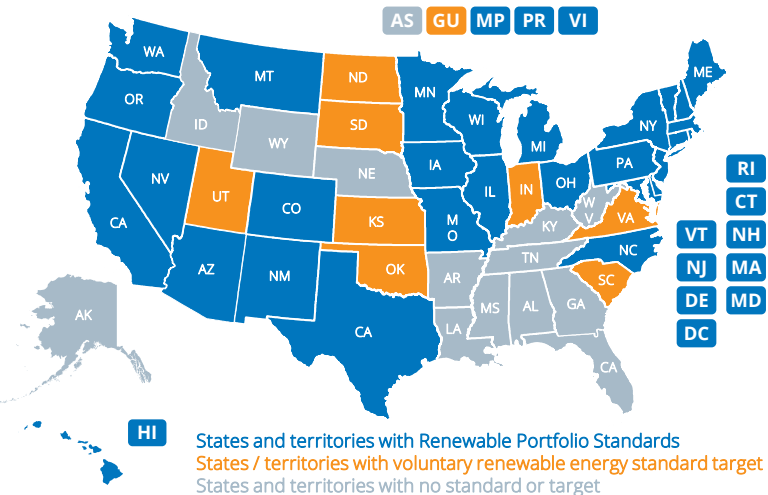 AS GU MP PR VI
WA
ME
MT
ND
MN
OR
ID
SD
WI
NY
WY
MI
IA
PA
NE
RI
NV
UT
IL
IN
OH
CT
CO
KS
M
O
W
V
VA
CA
KY
VT NH
NC
AZ
NM
OK
AR
TN
NJ MA
SC
AK
CA
LA
MS
AL
GA
DE MD
DC
CA
HI
States and territories with Renewable Portfolio Standards
States / territories with voluntary renewable energy standard target
States and territories with no standard or target